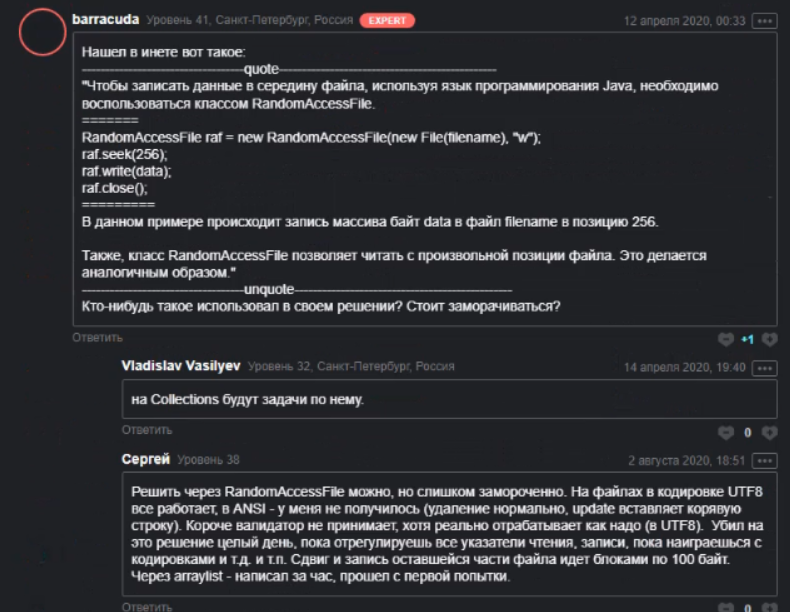 barracuda Уровень 41, Санкт-Петербург, Россия EXPERT 12 апреля 2020, 00:33
Нашел в инете вот такое:
-----------------------------------quote-----------------------------------------------
"Чтобы записать данные в середину файла, используя язык программирования Java, необходимо
воспользоваться классом RandomAccessFile.
=======
RandomAccessFile raf = new RandomAccessFile(new File(filename), "w");
raf.seek(256);
raf.write(data);
raf.close();
=========
В данном примере происходит запись массива байт data в файл filename в позицию 256.
Также, класс RandomAccessFile позволяет читать с произвольной позиции файла. Это делается
аналогичным образом."
-----------------------------------unquote-----------------------------------------------
Кто-нибудь такое использовал в своем решении? Стоит заморачиваться?
Ответить +1
Vladislav Vasilyev Уровень 32, Санкт-Петербург, Россия 14 апреля 2020, 19:40
на Collections будут задачи по нему.
Ответить 0
Сергей Уровень 38 2 августа 2020, 18:51
Решить через RandomAccessFile можно, но слишком замороченно. На файлах в кодировке UTF8
все работает, в ANSI - у меня не получилось (удаление нормально, update вставляет корявую
строку). Короче валидатор не принимает, хотя реально отрабатывает как надо (в UTF8). Убил на
это решение целый день, пока отрегулируешь все указатели чтения, записи, пока наиграешься с
кодировками и т.д. и т.п. Сдвиг и запись оставшейся части файла идет блоками по 100 байт.
Через arraylist - написал за час, прошел с первой попытки.
Ответить 0